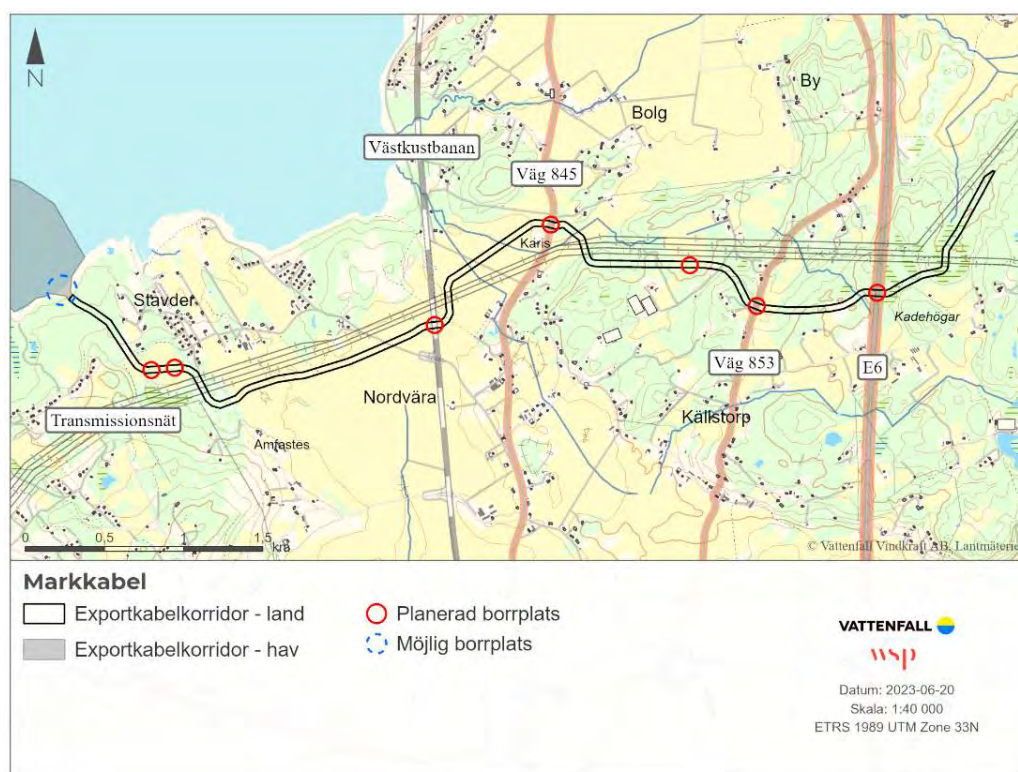 N
By
Bolg
Västkustbanan
Väg 845
Karis
Stavder
Kadehögar
Väg 853
E6
Nordvära
Källstorp
Transmissionsnät
Amfastes
0 0,5 1 1,5
km
© Vattenfall Vindkraft AB, Lantmäterie
Markkabel
Exportkabelkorridor - land
Exportkabelkorridor - hav
Planerad borrplats
Möjlig borrplats
VATTENFALL
wsp
Datum: 2023-06-20
Skala: 1:40 000
ETRS 1989 UTM Zone 33N